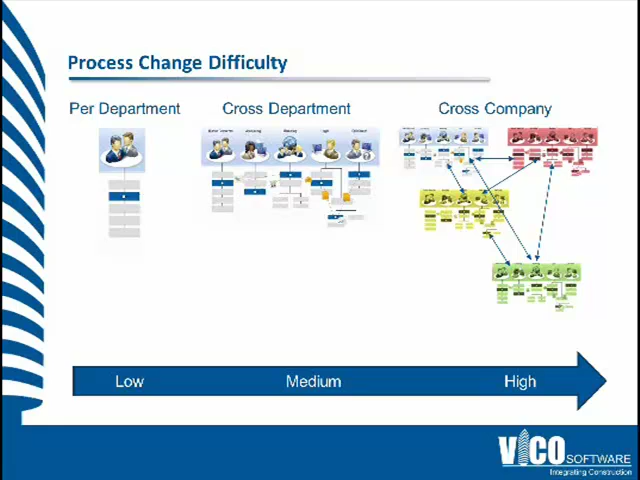 Process Change Difficulty
Per Department
Cross Department
Cross Company
Low
Medium
High
VICO SOFTWARE
Integrating Construction